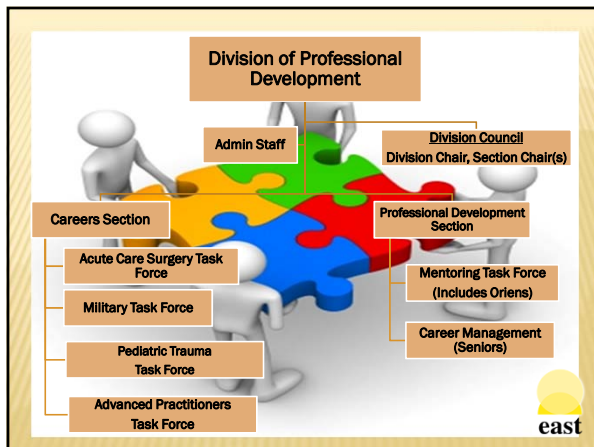 Division of Professional
Development
Admin Staff
Division Council
Division Chair, Section Chair(s)
Careers Section
Acute Care Surgery Task
Force
Military Task Force
Pediatric Trauma
Task Force
Advanced Practitioners
Task Force
Professional Development
Section
Mentoring Task Force
(Includes Oriens)
Career Management
(Seniors)
east